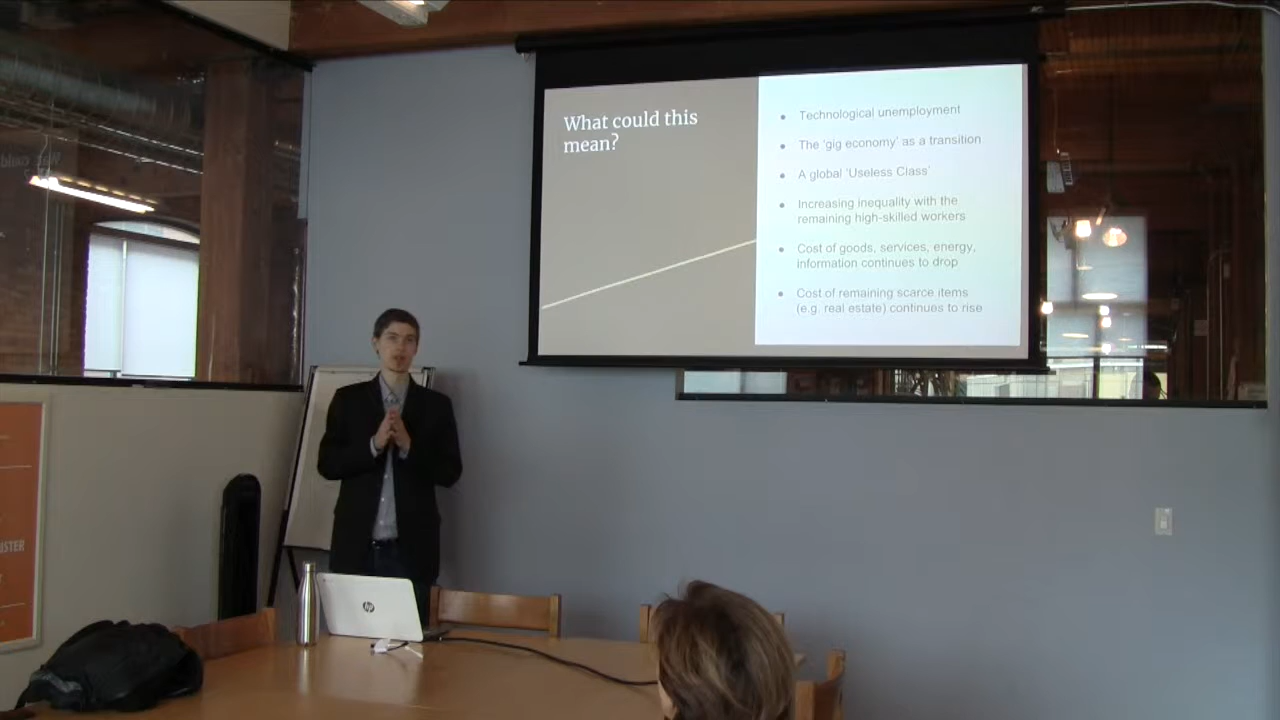 What could this
mean?
Technological unemployment
The 'gig economy' as a transition
A global 'Useless Class'
Increasing inequality with the
remaining high-skilled workers
Cost of goods, services, energy,
information continues to drop
Cost of remaining scarce items
(e.g. real estate) continues to rise
hp